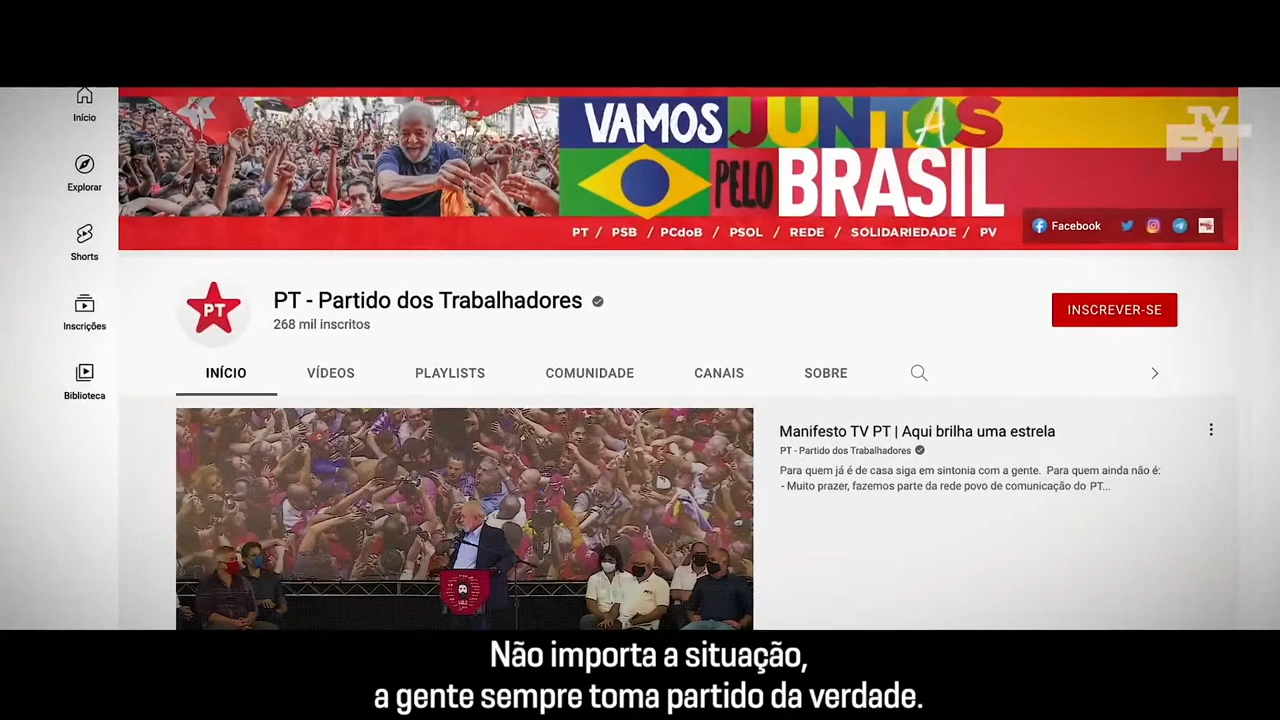 Início
Explorar
Shorts
Inscrições
Biblioteca
VAMOS JUNTAS
PELO BRASIL
PT / PSB / PCdoB / PSOL / REDE / SOLIDARIEDADE / PV
Facebook
TV
PT
PT
PT - Partido dos Trabalhadores
268 mil inscritos
INSCREVER-SE
INÍCIO
VÍDEOS
PLAYLISTS
COMUNIDADE
CANAIS
SOBRE
Manifesto TV PT | Aqui brilha uma estrela
PT - Partido dos Trabalhadores
Para quem já é de casa siga em sintonia com a gente. Para quem ainda não é:
- Muito prazer, fazemos parte da rede povo de comunicação do PT...
Não importa a situação,
a gente sempre toma partido da verdade.